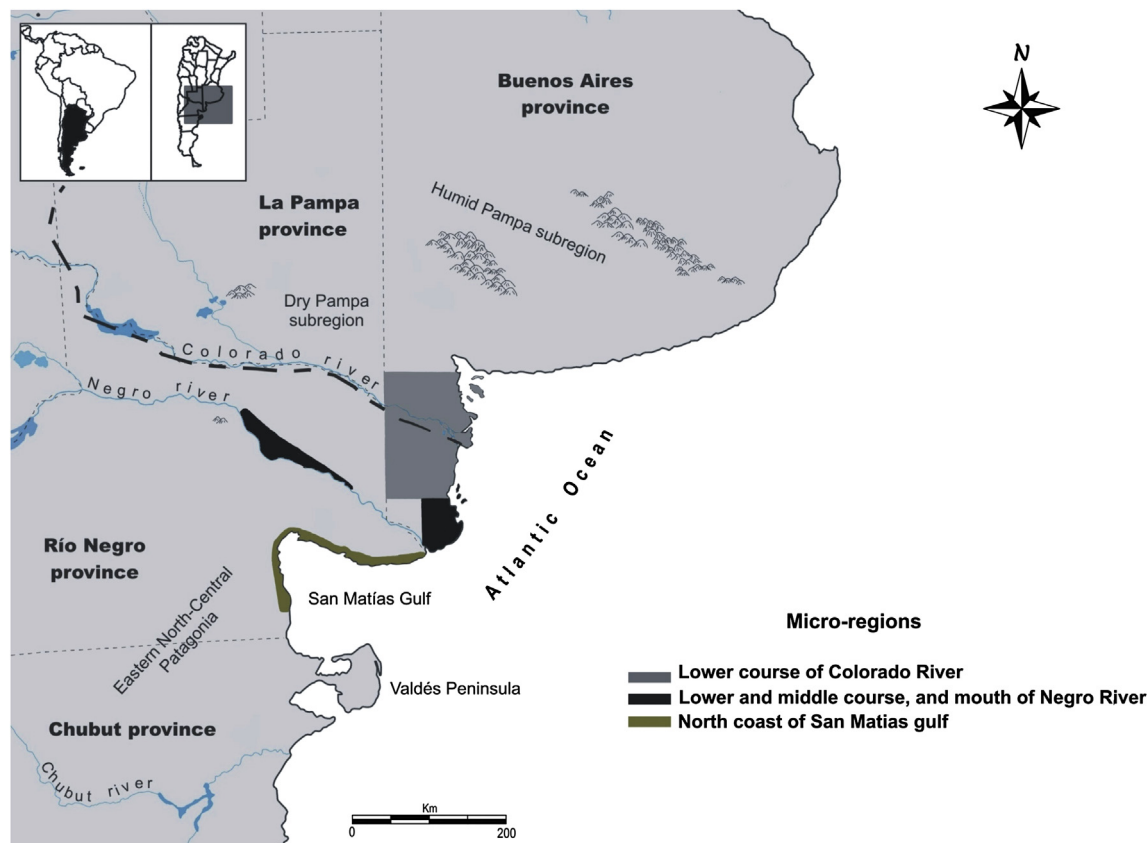 N
Buenos Aires
province
La Pampa
province
Humid Pampa subregion
Dry Pampa
subregion
Colorado river
Negro river
Atlantic Ocean
Río Negro
province
San Matías Gulf
Eastern North-Central
Patagonia
Valdés Peninsula
Chubut province
Chubut river
Micro-regions
Lower course of Colorado River
Lower and middle course, and mouth of Negro River
North coast of San Matias gulf
Km
0 200